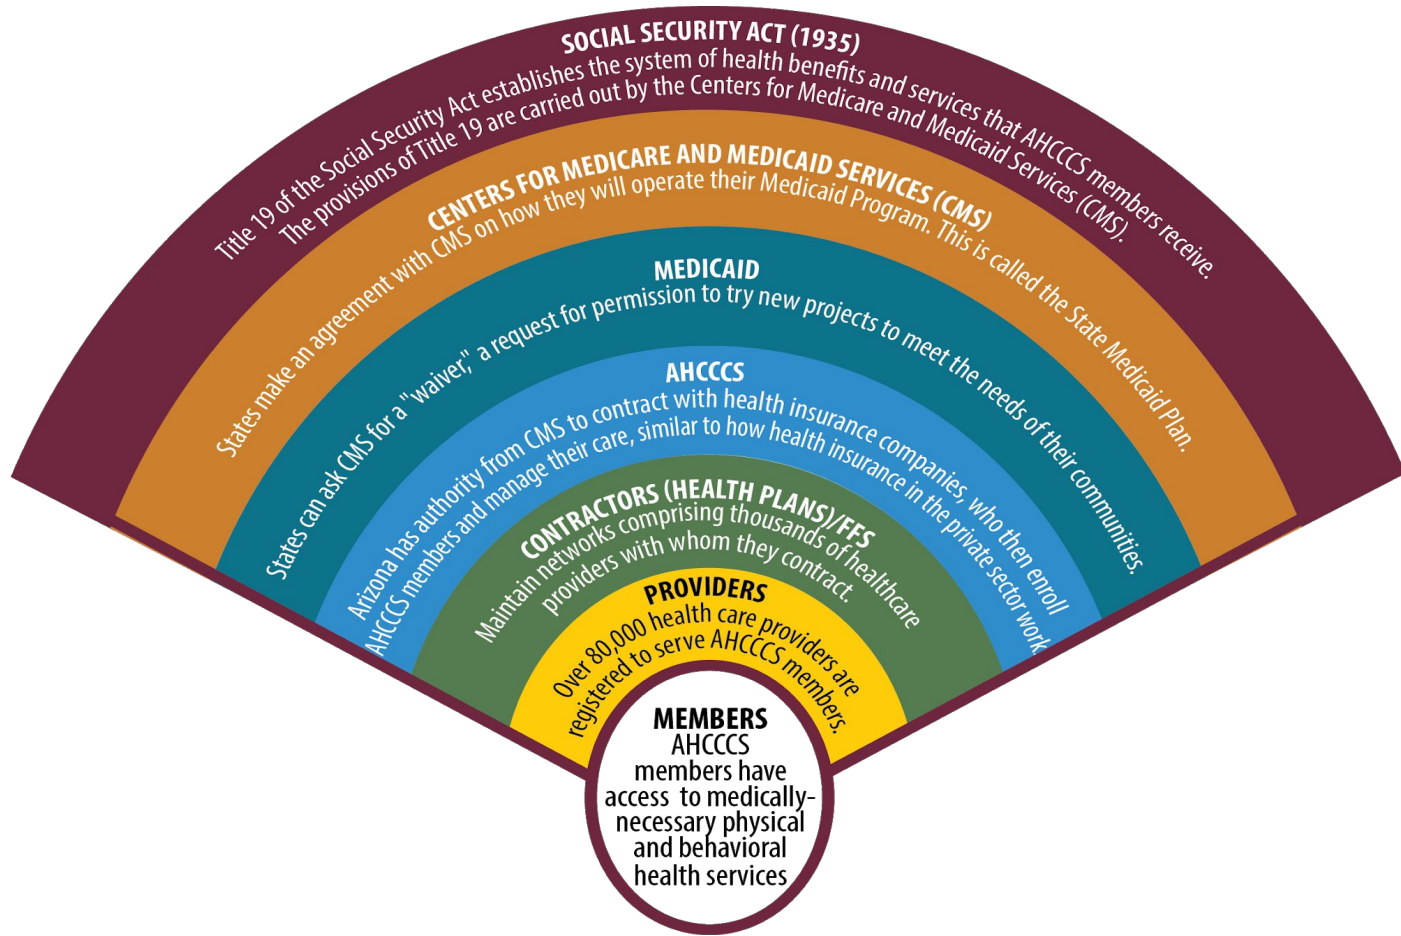 SOCIAL SECURITY ACT (1935)
Title 19 of the Social Security Act establishes the system of health benefits and services that AHCCCS members receive.
The provisions of Title 19 are carried out by the Centers for Medicare and Medicaid Services (CMS).
CENTERS FOR MEDICARE AND MEDICAID SERVICES (CMS)
States make an agreement with CMS on how they will operate their Medicaid Program. This is called the State Medicaid Plan.
MEDICAID
States can ask CMS for a "waiver," a request for permission to try new projects to meet the needs of their communities.
AHCCCS
Arizona has authority from CMS to contract with health insurance companies, who then enroll
AHCCCS members and manage their care, similar to how health insurance in the private sector work.
CONTRACTORS (HEALTH PLANS)/FFS
Maintain networks comprising thousands of healthcare
providers with whom they contract.
PROVIDERS
Over 80,000 health care providers are
registered to serve AHCCCS members.
MEMBERS
AHCCCS
members have
access to medically-
necessary physical
and behavioral
health services